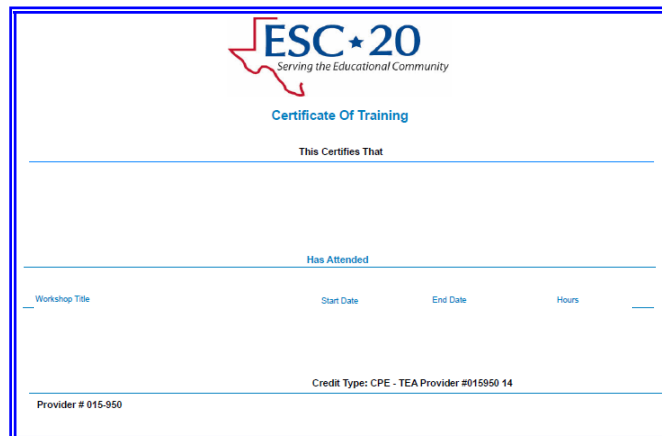 ESC★20
Serving the Educational Community
Certificate Of Training
This Certifies That
Has Attended
Workshop Title Start Date End Date Hours
Credit Type: CPE - TEA Provider #015950 14
Provider # 015-950